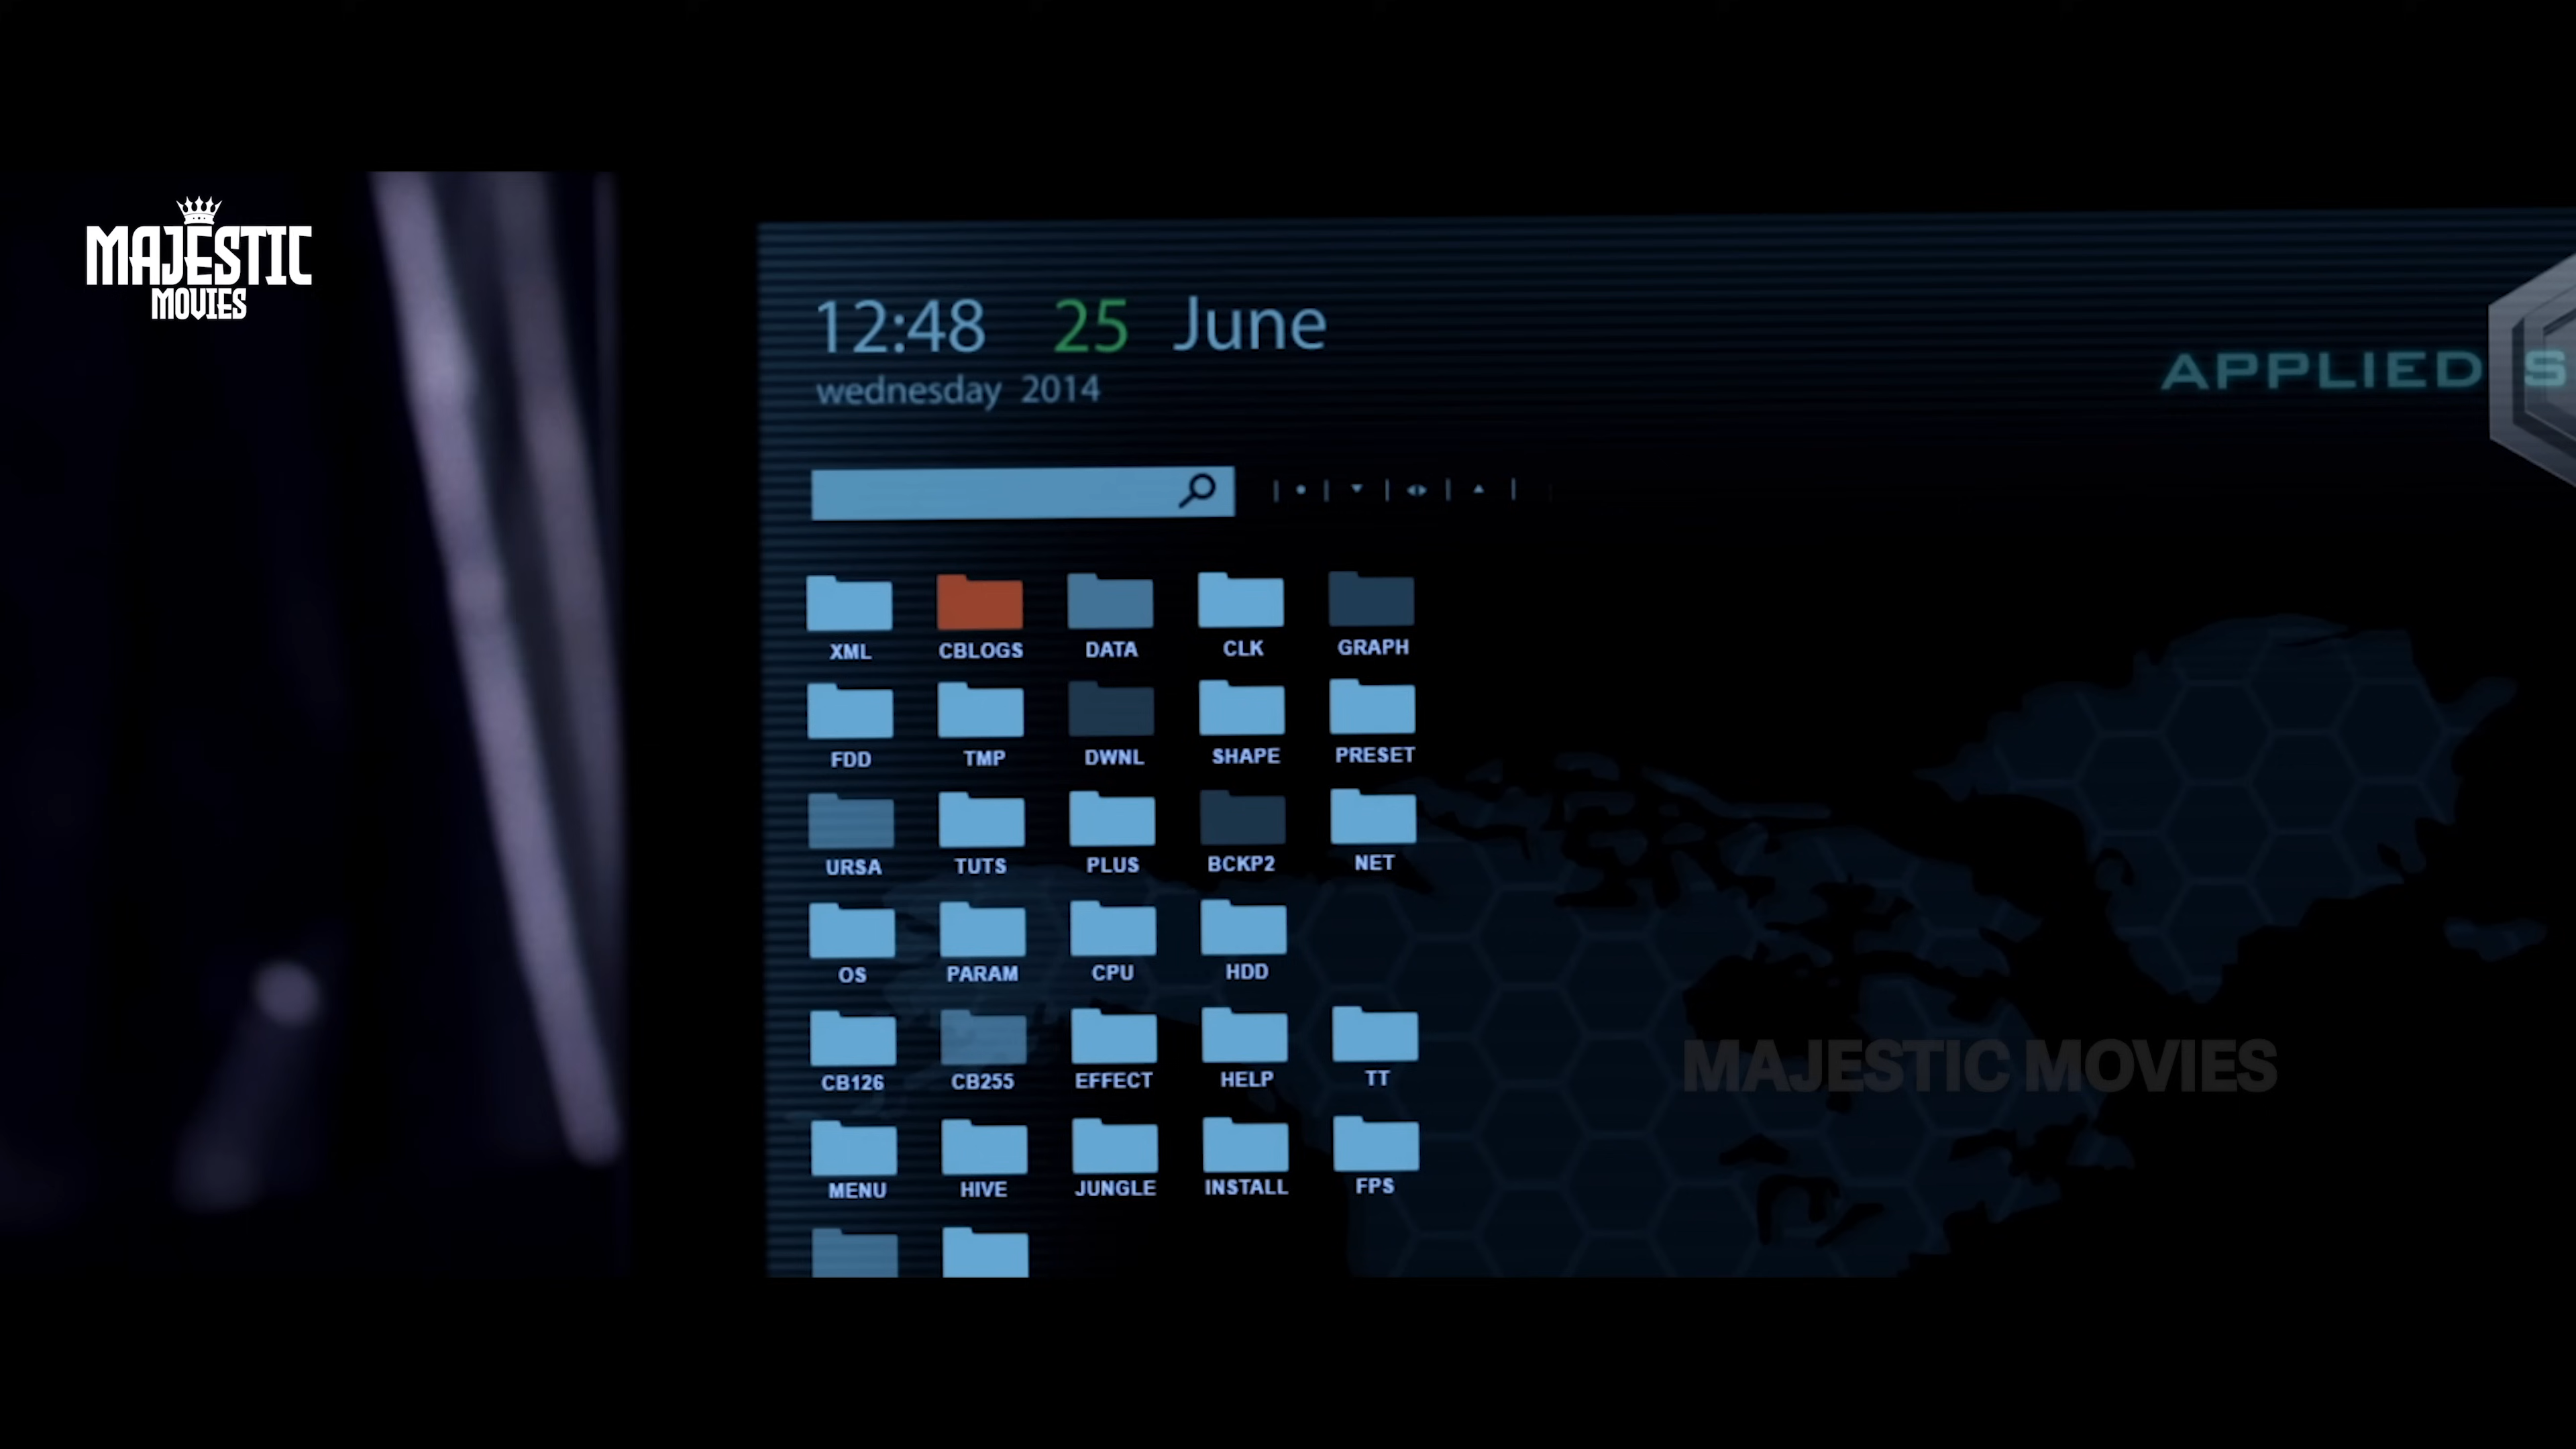 MAJESTIC
MOVIES
12:48 25 June
wednesday 2014
APPLIED S
XML CBLOGS DATA CLK GRAPH
FDD TMP DWNL SHAPE PRESET
URSA TUTS PLUS BCKP2 NET
OS PARAM CPU HDD
CB126 CB255 EFFECT HELP TT
MAJESTIC MOVIES
MENU HIVE JUNGLE INSTALL FPS